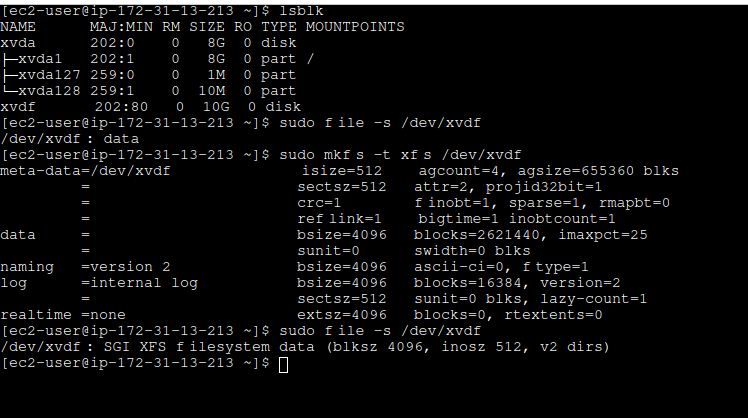 [ec2-user@ip-172-31-13-213 ~]$ lsblk
NAME      MAJ:MIN RM SIZE RO TYPE MOUNTPOINTS
xvda      202:0    0   8G  0 disk
├─xvda1   202:1    0   8G  0 part /
├─xvda127 259:0    0   1M  0 part
└─xvda128 259:1    0  10M  0 part
xvdf      202:80   0  10G  0 disk
[ec2-user@ip-172-31-13-213 ~]$ sudo file -s /dev/xvdf
/dev/xvdf: data
[ec2-user@ip-172-31-13-213 ~]$ sudo mkfs -t xfs /dev/xvdf
meta-data=/dev/xvdf              isize=512    agcount=4, agsize=655360 blks
         =                       sectsz=512   attr=2, projid32bit=1
         =                       crc=1        finobt=1, sparse=1, rmapbt=0
         =                       reflink=1    bigtime=1 inobtcount=1
data     =                       bsize=4096   blocks=2621440, imaxpct=25
         =                       sunit=0      swidth=0 blks
naming   =version 2              bsize=4096   ascii-ci=0, ftype=1
log      =internal log           bsize=4096   blocks=16384, version=2
         =                       sectsz=512   sunit=0 blks, lazy-count=1
realtime =none                   extsz=4096   blocks=0, rtextents=0
[ec2-user@ip-172-31-13-213 ~]$ sudo file -s /dev/xvdf
/dev/xvdf: SGI XFS filesystem data (blksz 4096, inosz 512, v2 dirs)
[ec2-user@ip-172-31-13-213 ~]$